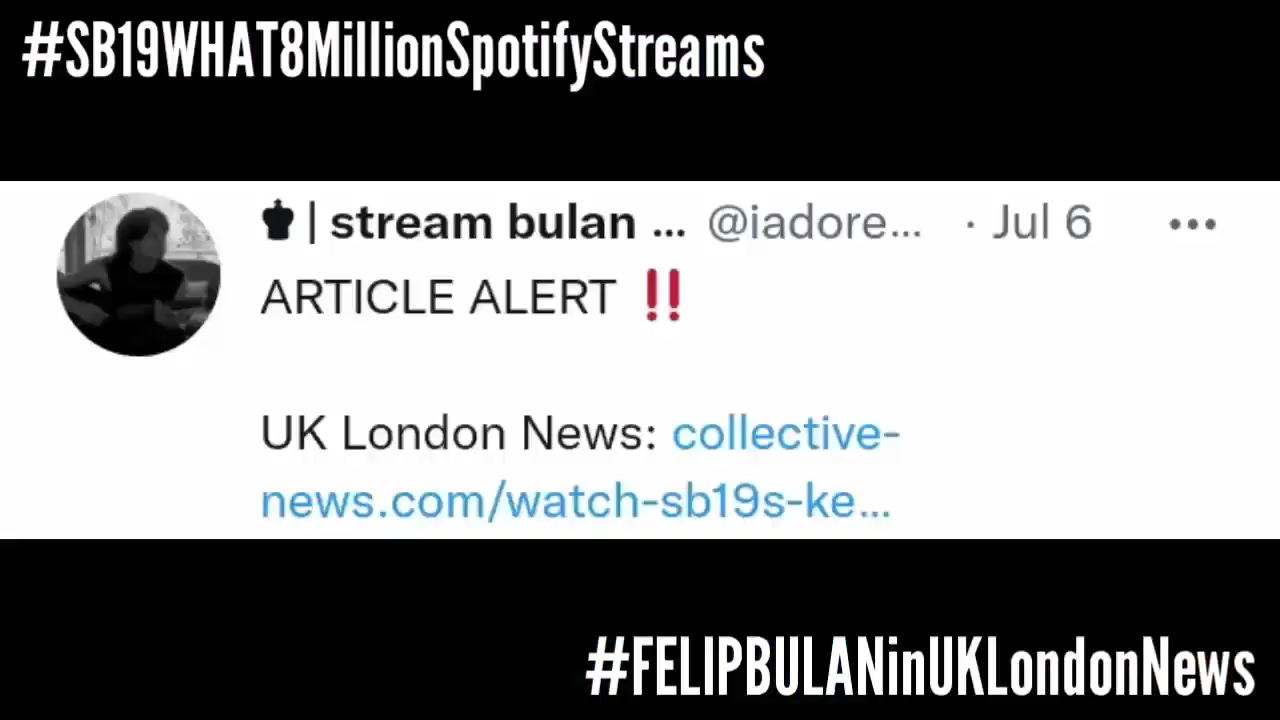 #SB19WHAT8MillionSpotifyStreams
♚ | stream bulan ... @iadore... · Jul 6 ...
ARTICLE ALERT ‼️
UK London News: collective-
news.com/watch-sb19s-ke...
#FELIPBULANinUKLondonNews